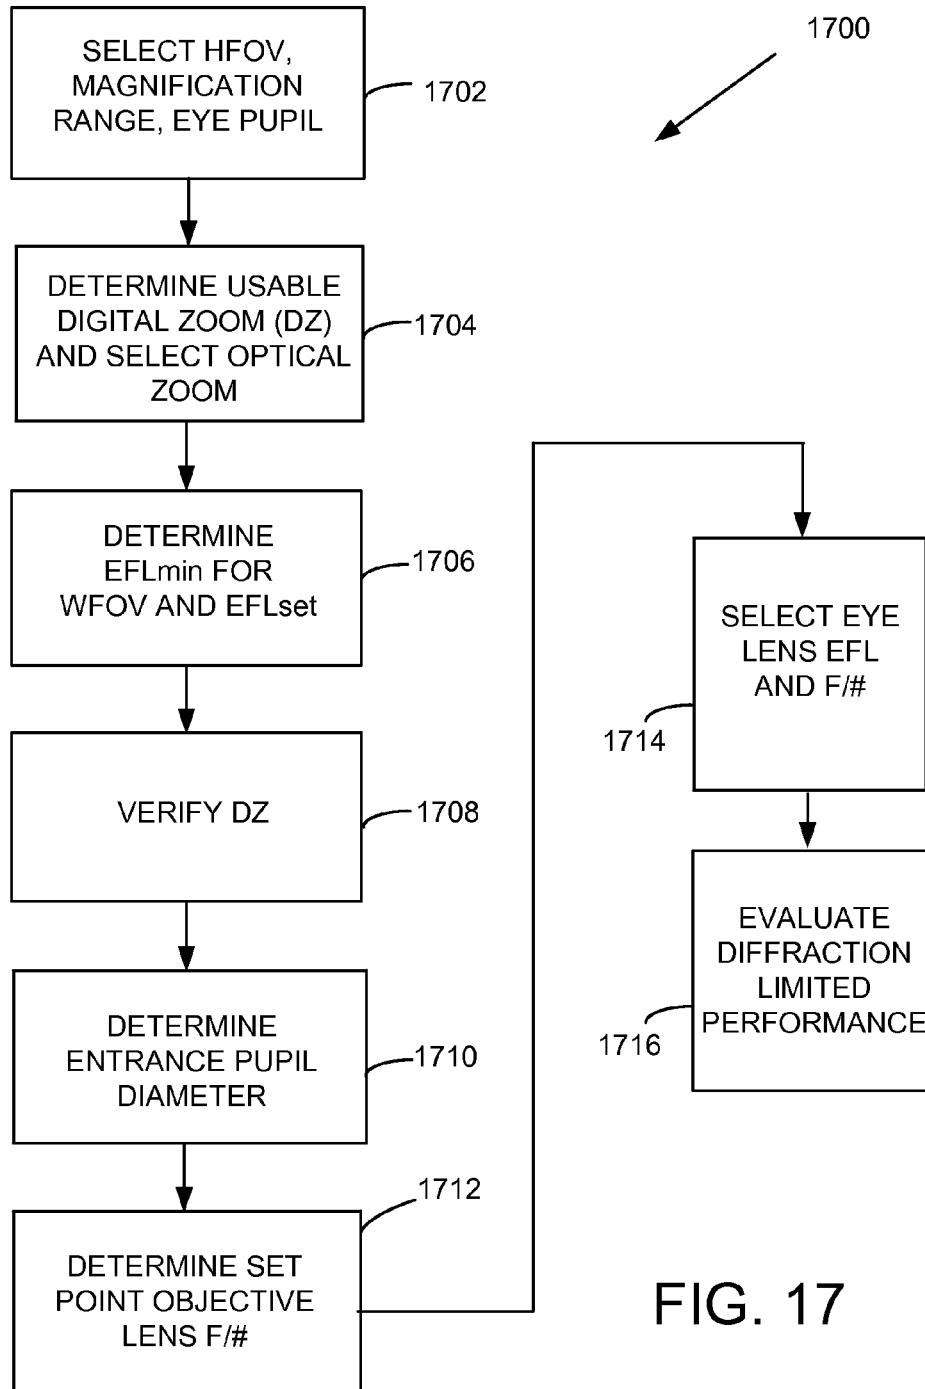 1700
SELECT HFOV,
MAGNIFICATION
RANGE, EYE PUPIL
1702
DETERMINE USABLE
DIGITAL ZOOM (DZ)
AND SELECT OPTICAL
ZOOM
1704
DETERMINE
EFLmin FOR
WFOV AND EFLset
1706
VERIFY DZ
1708
DETERMINE
ENTRANCE PUPIL
DIAMETER
1710
DETERMINE SET
POINT OBJECTIVE
LENS F/#
1712
SELECT EYE
LENS EFL
AND F/#
1714
EVALUATE
DIFFRACTION
LIMITED
PERFORMANCE
1716
FIG. 17